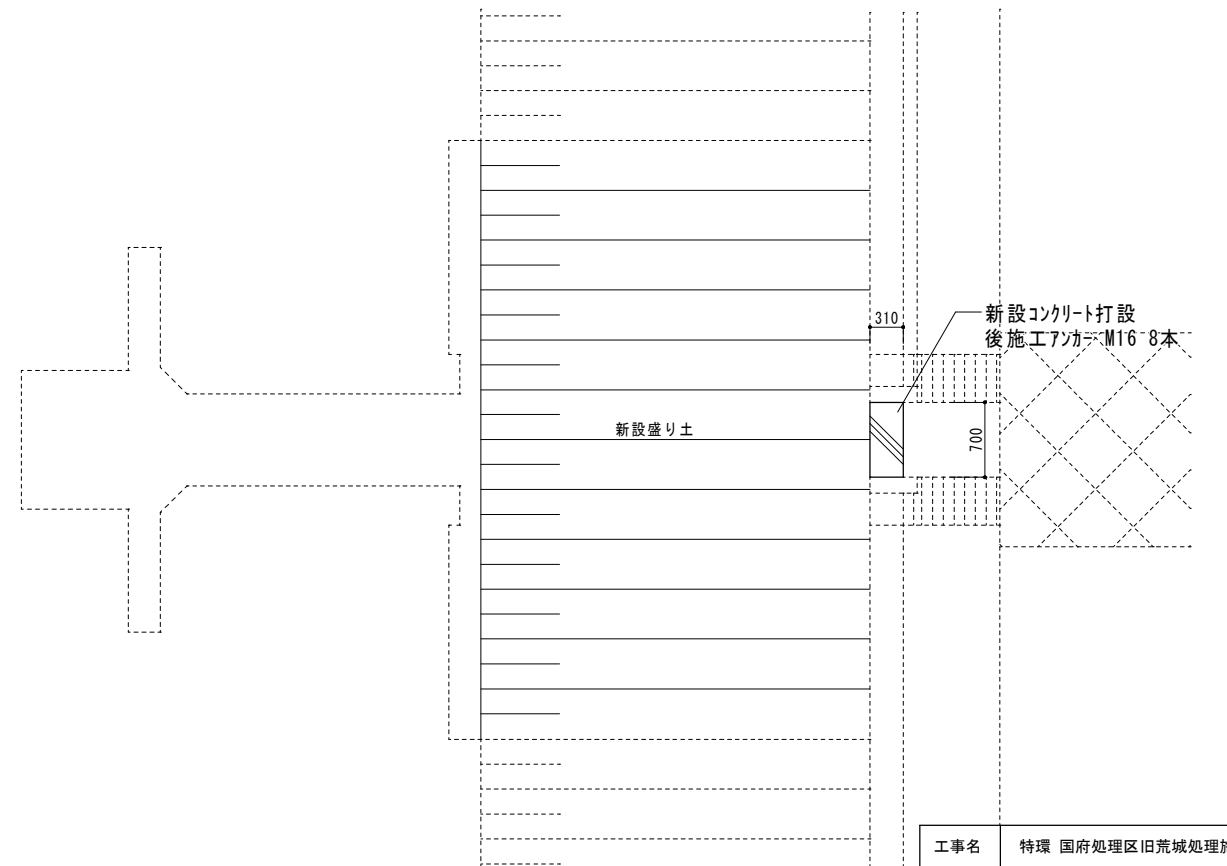 310
新設コンクリート打設
後施工アンカー M16 8本
新設盛り土
700
工事名 特環 国府処理区旧荒城処理施